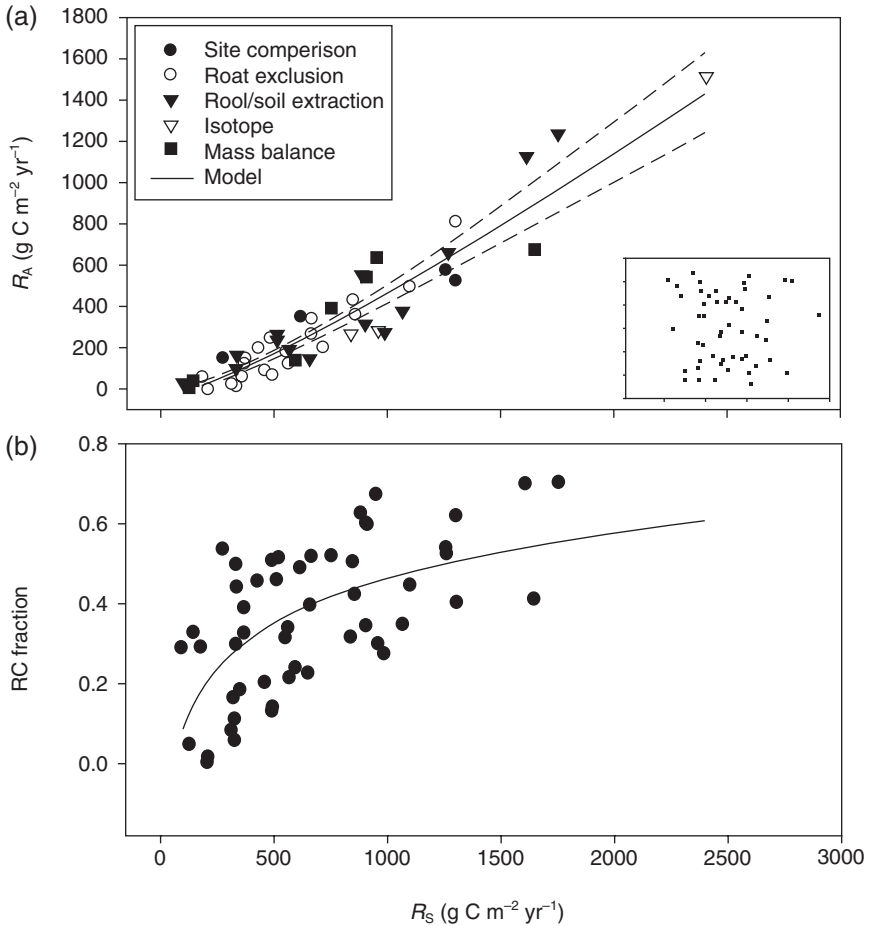 (a)
1800
1600
1400
1200
1000
800
600
400
200
0
R_A (g C m⁻² yr⁻¹)
Site comperison
Roat exclusion
Rool/soil extraction
Isotope
Mass balance
Model
(b)
0.8
0.6
0.4
0.2
0.0
RC fraction
0 500 1000 1500 2000 2500 3000
R_S (g C m⁻² yr⁻¹)